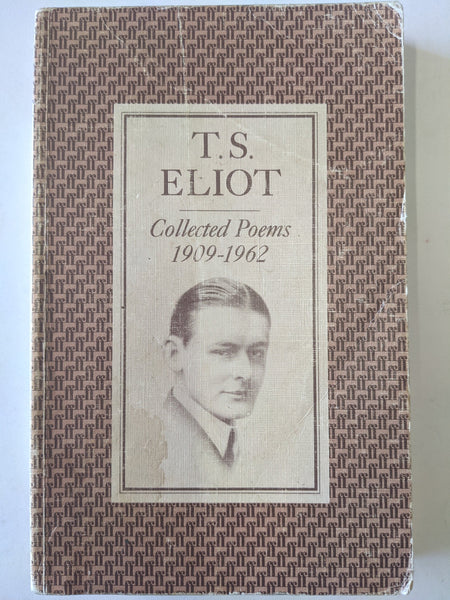 T.S.
ELIOT
Collected Poems
1909-1962